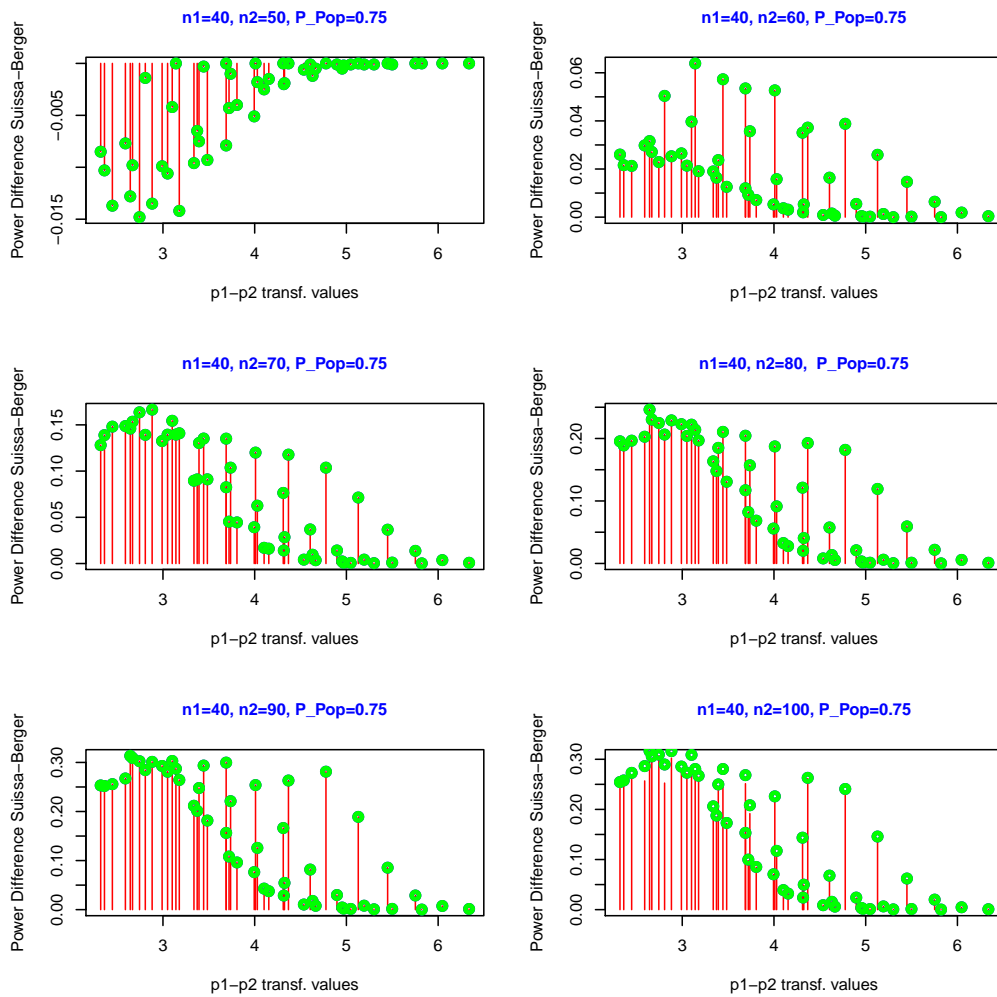 n1=40, n2=50, P_Pop=0.75
Power Difference Suissa−Berger
−0.005
−0.015
3 4 5 6
p1−p2 transf. values
n1=40, n2=60, P_Pop=0.75
Power Difference Suissa−Berger
0.06
0.04
0.02
0.00
3 4 5 6
p1−p2 transf. values
n1=40, n2=70, P_Pop=0.75
Power Difference Suissa−Berger
0.15
0.10
0.05
0.00
3 4 5 6
p1−p2 transf. values
n1=40, n2=80, P_Pop=0.75
Power Difference Suissa−Berger
0.20
0.10
0.00
3 4 5 6
p1−p2 transf. values
n1=40, n2=90, P_Pop=0.75
Power Difference Suissa−Berger
0.30
0.20
0.10
0.00
3 4 5 6
p1−p2 transf. values
n1=40, n2=100, P_Pop=0.75
Power Difference Suissa−Berger
0.30
0.20
0.10
0.00
3 4 5 6
p1−p2 transf. values